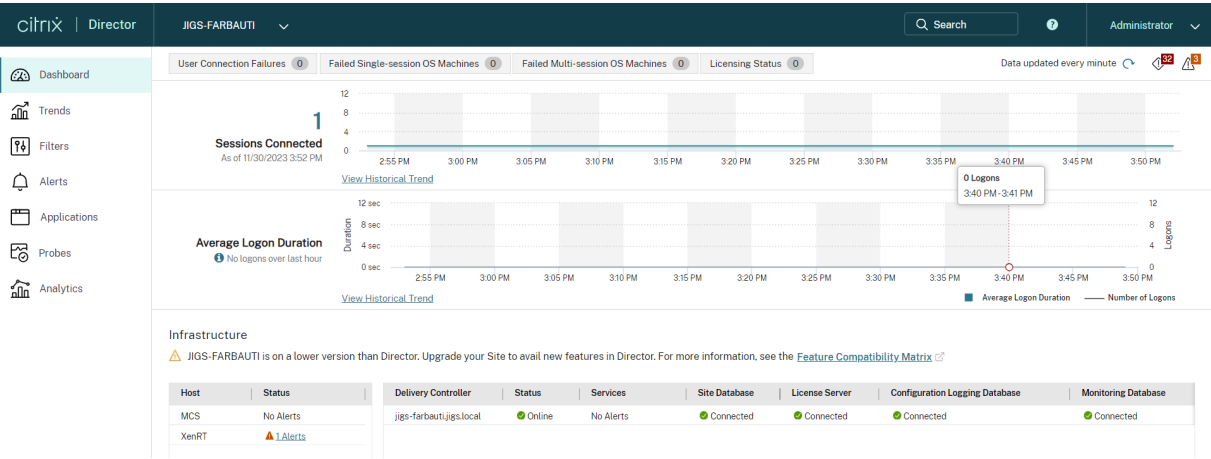 citrıx | Director
JIGS-FARBAUTI
Search
?
Administrator
Dashboard
Trends
Filters
Alerts
Applications
Probes
Analytics
User Connection Failures 0
Failed Single-session OS Machines 0
Failed Multi-session OS Machines 0
Licensing Status 0
Data updated every minute
32
3
1
Sessions Connected
As of 11/30/2023 3:52 PM
12
8
4
0
2:55 PM 3:00 PM 3:05 PM 3:10 PM 3:15 PM 3:20 PM 3:25 PM 3:30 PM 3:35 PM 3:40 PM 3:45 PM 3:50 PM
View Historical Trend
0 Logons
3:40 PM -3:41 PM
Average Logon Duration
No logons over last hour
Duration
12 sec
8 sec
4 sec
0 sec
12
8
4
0
Logons
2:55 PM 3:00 PM 3:05 PM 3:10 PM 3:15 PM 3:20 PM 3:25 PM 3:30 PM 3:35 PM 3:40 PM 3:45 PM 3:50 PM
View Historical Trend
Average Logon Duration
Number of Logons
Infrastructure
JIGS-FARBAUTI is on a lower version than Director. Upgrade your Site to avail new features in Director. For more information, see the Feature Compatibility Matrix
Host Status
MCS No Alerts
XenRT 1 Alerts
Delivery Controller Status Services Site Database License Server Configuration Logging Database Monitoring Database
jigs-farbauti.jigs.local Online No Alerts Connected Connected Connected Connected